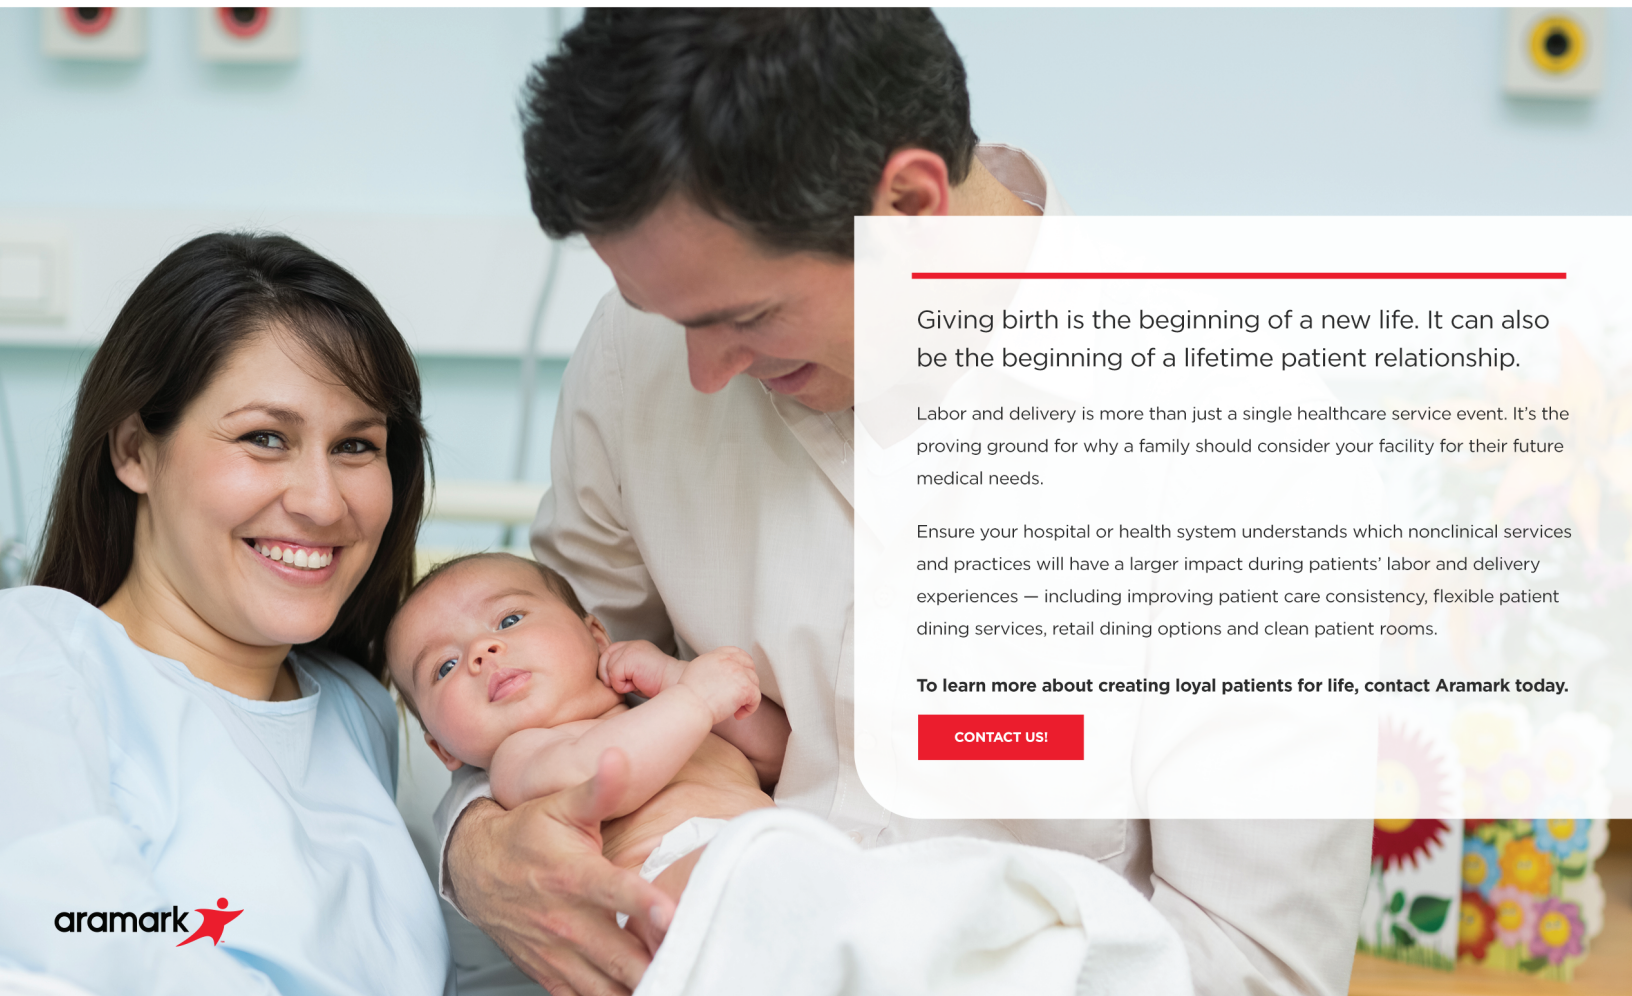 Giving birth is the beginning of a new life. It can also
be the beginning of a lifetime patient relationship.
Labor and delivery is more than just a single healthcare service event. It’s the
proving ground for why a family should consider your facility for their future
medical needs.
Ensure your hospital or health system understands which nonclinical services
and practices will have a larger impact during patients’ labor and delivery
experiences — including improving patient care consistency, flexible patient
dining services, retail dining options and clean patient rooms.
To learn more about creating loyal patients for life, contact Aramark today.
CONTACT US!
aramark